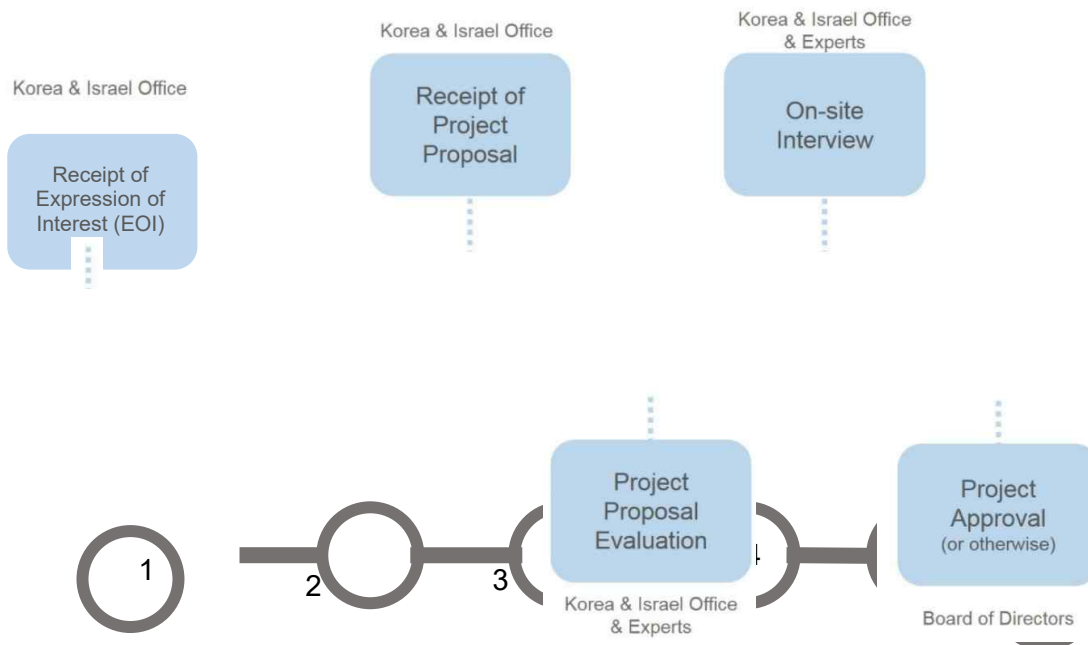 Korea & Israel Office
Receipt of
Expression of
Interest (EOI)
Korea & Israel Office
Receipt of
Project
Proposal
Korea & Israel Office
& Experts
On-site
Interview
Project
Proposal
Evaluation
Korea & Israel Office
& Experts
Project
Approval
(or otherwise)
Board of Directors
1
2
3